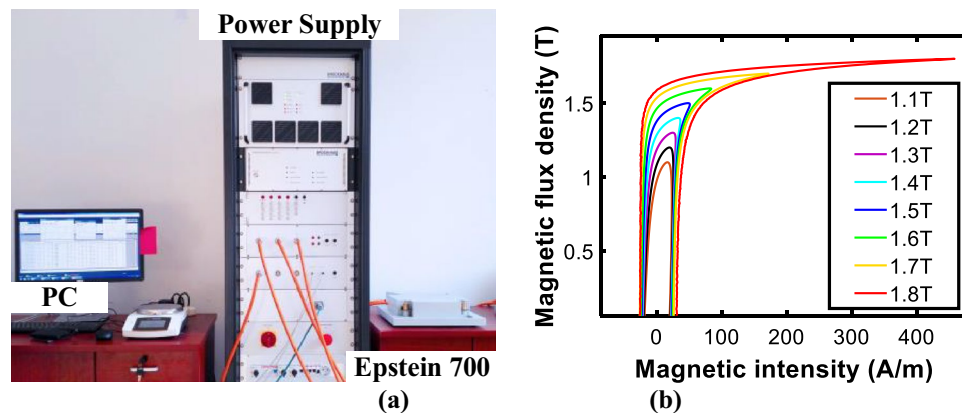 Power Supply
PC
Epstein 700
(a)
Magnetic flux density (T)
1.5
1
0.5
0
100
200
300
400
Magnetic intensity (A/m)
1.1T
1.2T
1.3T
1.4T
1.5T
1.6T
1.7T
1.8T
(b)